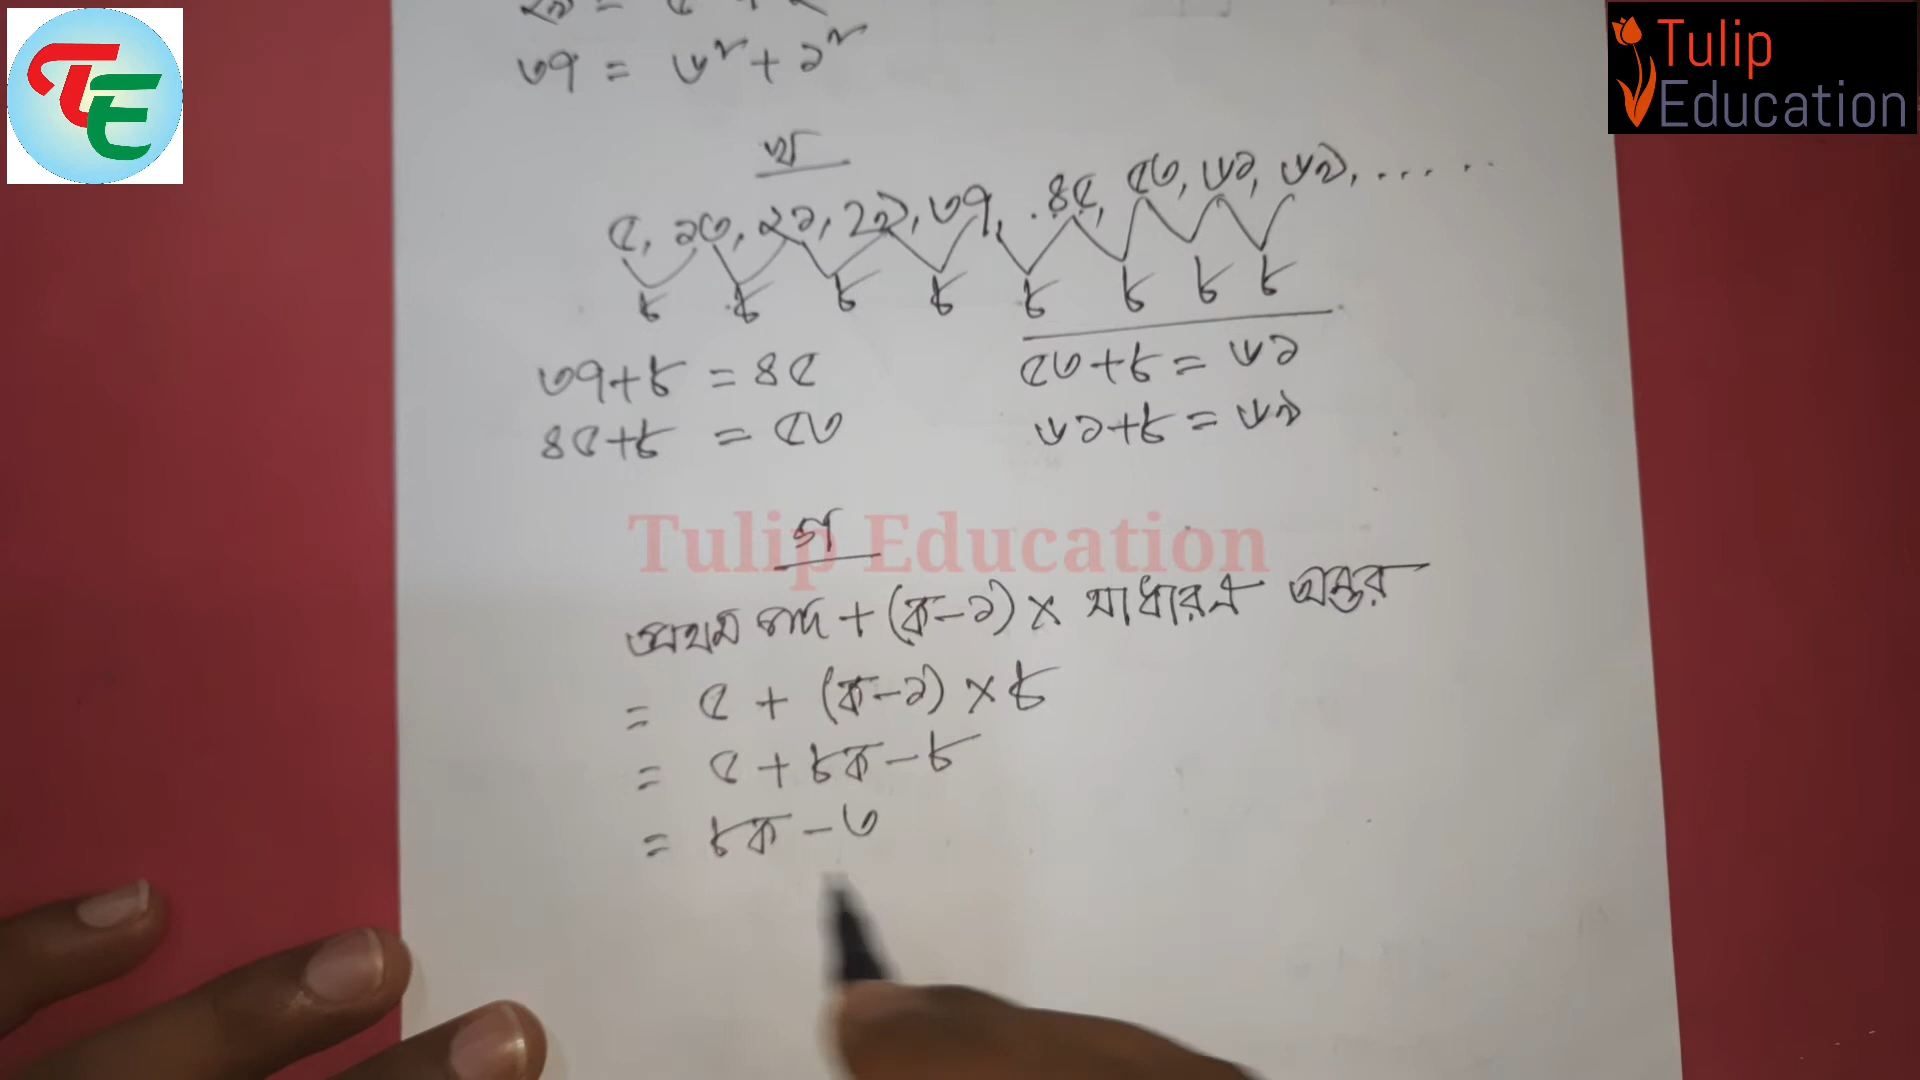 TE
Tulip
Education
৩৭ = ৬² + ১²
খ
৫, ১৩, ২১, ২৯, ৩৭, ৪৫, ৫৩, ৬১, ৬৯, ......
৮ ৮ ৮ ৮ ৮ ৮ ৮ ৮
৩৭+৮ = ৪৫
৫৩+৮ = ৬১
৪৫+৮ = ৫৩
৬১+৮ = ৬৯
Tulip Education
গ
প্রথম পদ + (ক-১) × সাধারণ অন্তর
= ৫ + (ক-১) × ৮
= ৫ + ৮ক - ৮
= ৮ক - ৩